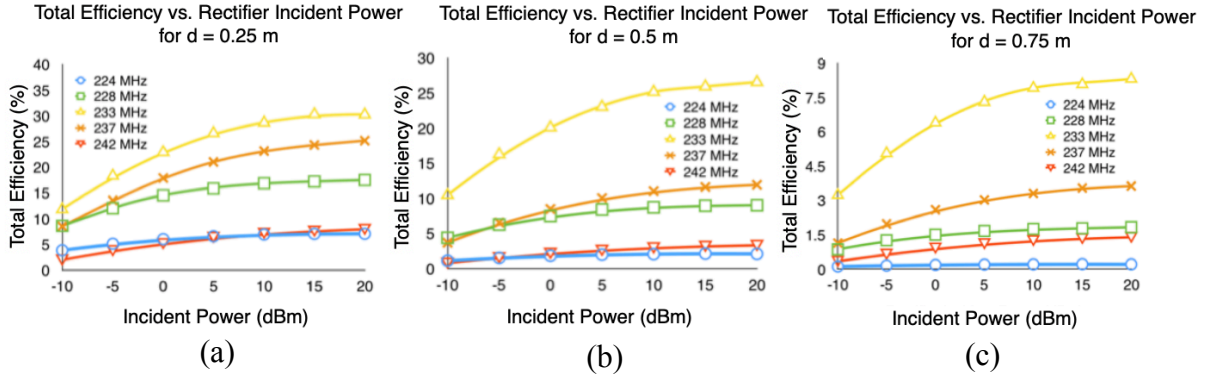 Total Efficiency vs. Rectifier Incident Power
for d = 0.25 m
40
35
30
25
20
15
10
5
0
Total Efficiency (%)
224 MHz
228 MHz
233 MHz
237 MHz
242 MHz
-10 -5 0 5 10 15 20
Incident Power (dBm)
(a)
Total Efficiency vs. Rectifier Incident Power
for d = 0.5 m
30
25
20
15
10
5
0
Total Efficiency (%)
224 MHz
228 MHz
233 MHz
237 MHz
242 MHz
-10 -5 0 5 10 15 20
Incident Power (dBm)
(b)
Total Efficiency vs. Rectifier Incident Power
for d = 0.75 m
9
7.5
6
4.5
3
1.5
0
Total Efficiency (%)
224 MHz
228 MHz
233 MHz
237 MHz
242 MHz
-10 -5 0 5 10 15 20
Incident Power (dBm)
(c)